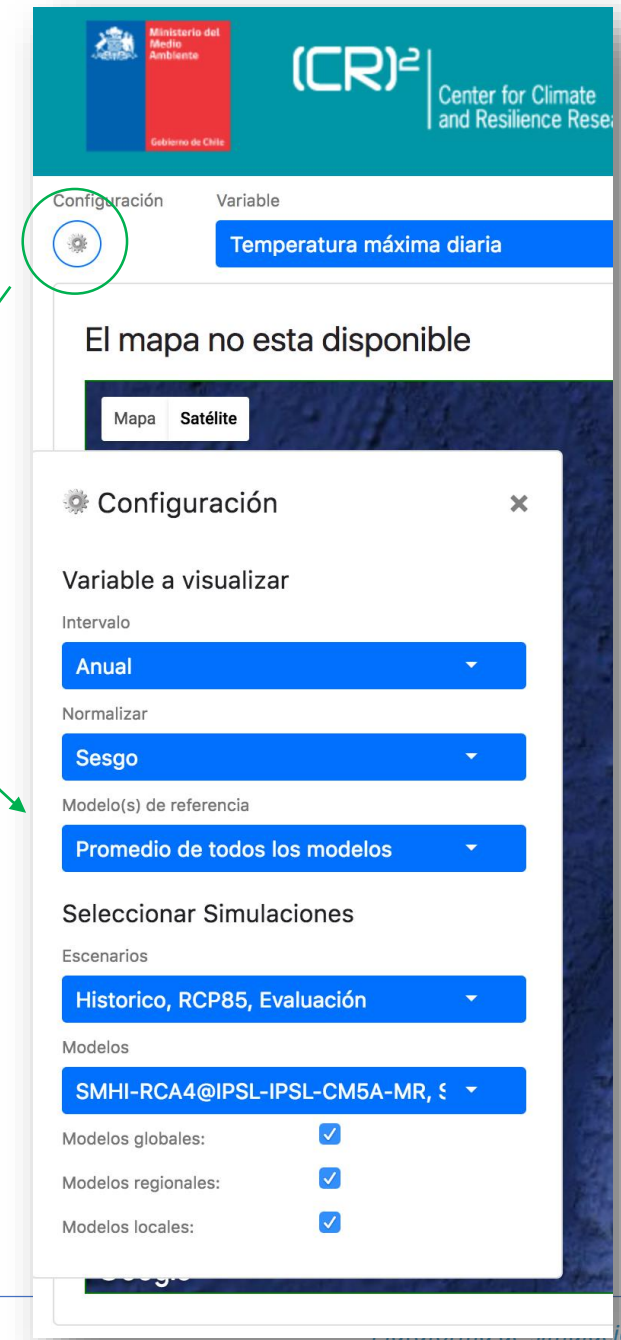 Ministerio del
Medio
Ambiente
Gobierno de Chile
(CR)2
Center for Climate
and Resilience Resea
Configuración
Variable
Temperatura máxima diaria
El mapa no esta disponible
Mapa Satélite
Configuración ×
Variable a visualizar
Intervalo
Anual
Normalizar
Sesgo
Modelo(s) de referencia
Promedio de todos los modelos
Seleccionar Simulaciones
Escenarios
Historico, RCP85, Evaluación
Modelos
SMHI-RCA4@IPSL-IPSL-CM5A-MR, S
Modelos globales:
Modelos regionales:
Modelos locales: